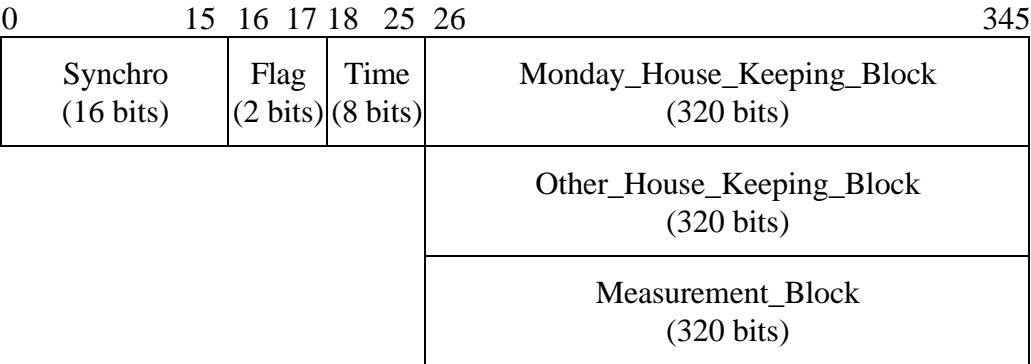 0 15 16 17 18 25 26 345
Synchro Flag Time Monday_House_Keeping_Block
(16 bits) (2 bits) (8 bits) (320 bits)
Other_House_Keeping_Block
(320 bits)
Measurement_Block
(320 bits)